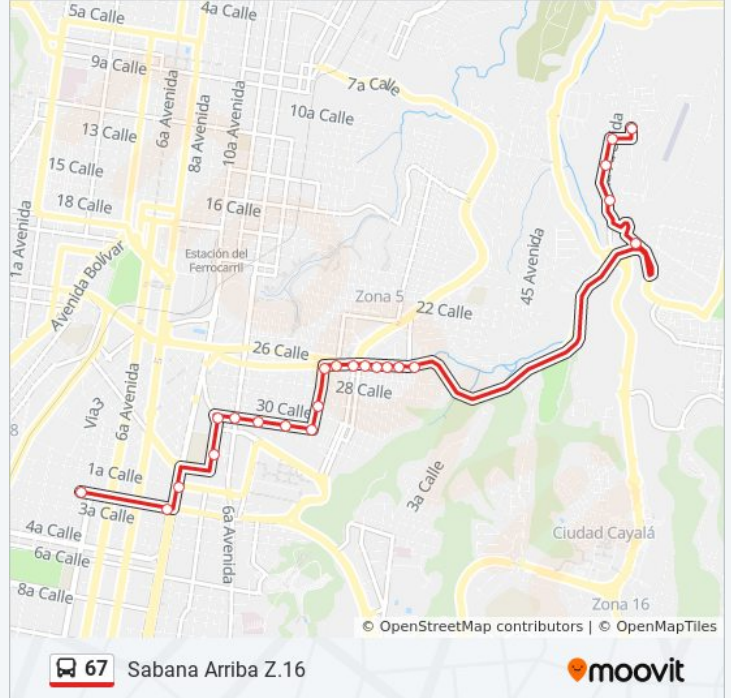 5a Calle
4a Calle
9a Calle
6a Avenida
8a Avenida
10a Avenida
7a Calle
10a Calle
13 Calle
15 Calle
18 Calle
16 Calle
1a Avenida
Avenida Bolívar
Estación del
Ferrocarril
Zona 5
45 Avenida
22 Calle
26 Calle
28 Calle
30 Calle
Vía3
6a Avenida
8
1a Calle
3a Calle
3a Calle
4a Calle
6a Calle
8a Calle
6a Avenida
Ciudad Cayalá
Zona 16
© OpenStreetMap contributors | © OpenMapTiles
67 Sabana Arriba Z.16
moovit